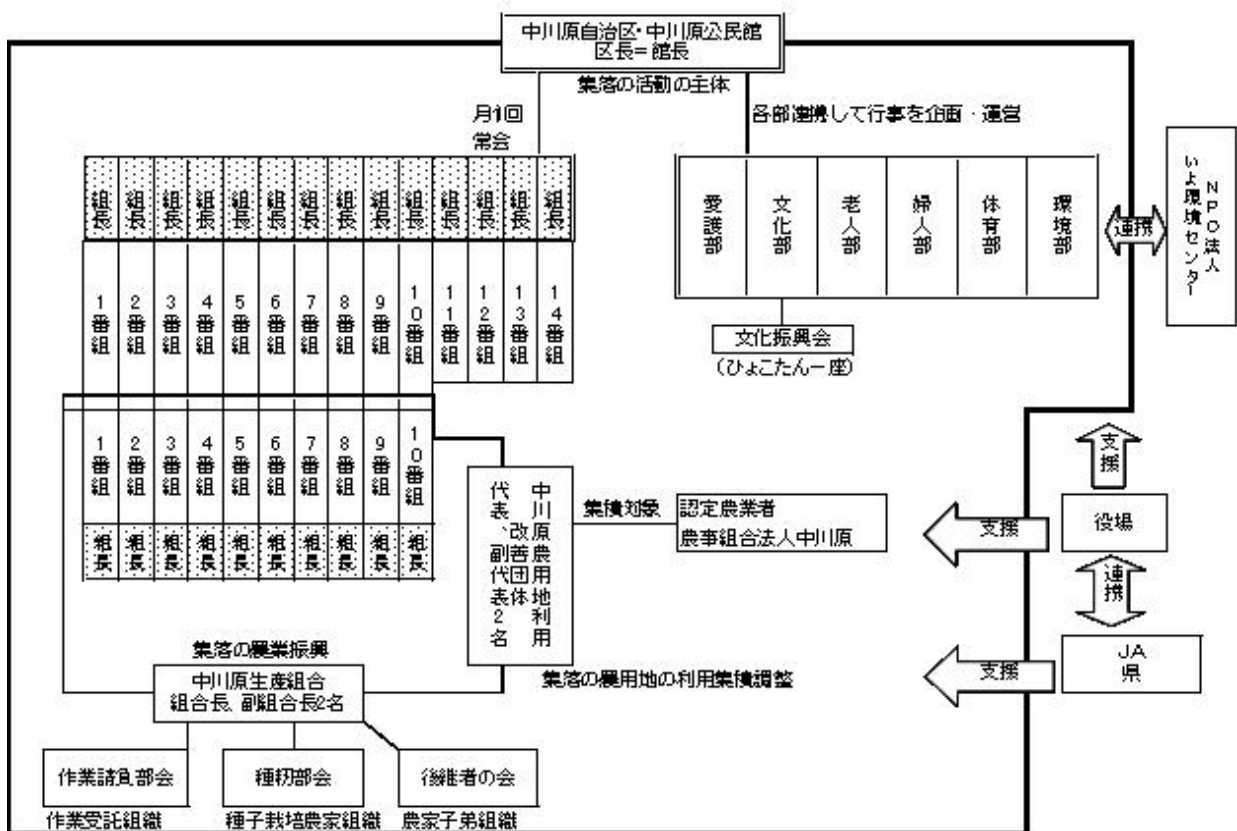 中川原自治区・中川原公民館
区長=館長
集落の活動の主体
月1回
常会
各部連携して行事を企画・運営
組長
組長
組長
組長
組長
組長
組長
組長
組長
組長
組長
組長
組長
組長
1番組
2番組
3番組
4番組
5番組
6番組
7番組
8番組
9番組
10番組
11番組
12番組
13番組
14番組
愛護部
文化部
老人部
婦人部
体育部
環境部
連携
NPO法人
いよ環境センター
文化振興会
(ひょこたん一座)
1番組
2番組
3番組
4番組
5番組
6番組
7番組
8番組
9番組
10番組
組長
組長
組長
組長
組長
組長
組長
組長
組長
組長
中川原農用地利用
改善団体
代表、副代表2名
集積対象
認定農業者
農事組合法人中川原
支援
支援
役場
連携
JA
県
支援
集落の農用地の利用集積調整
集落の農業振興
中川原生産組合
組合長、副組合長2名
作業請負部会
種籾部会
後継者の会
作業受託組織
種子栽培農家組織
農家子弟組織